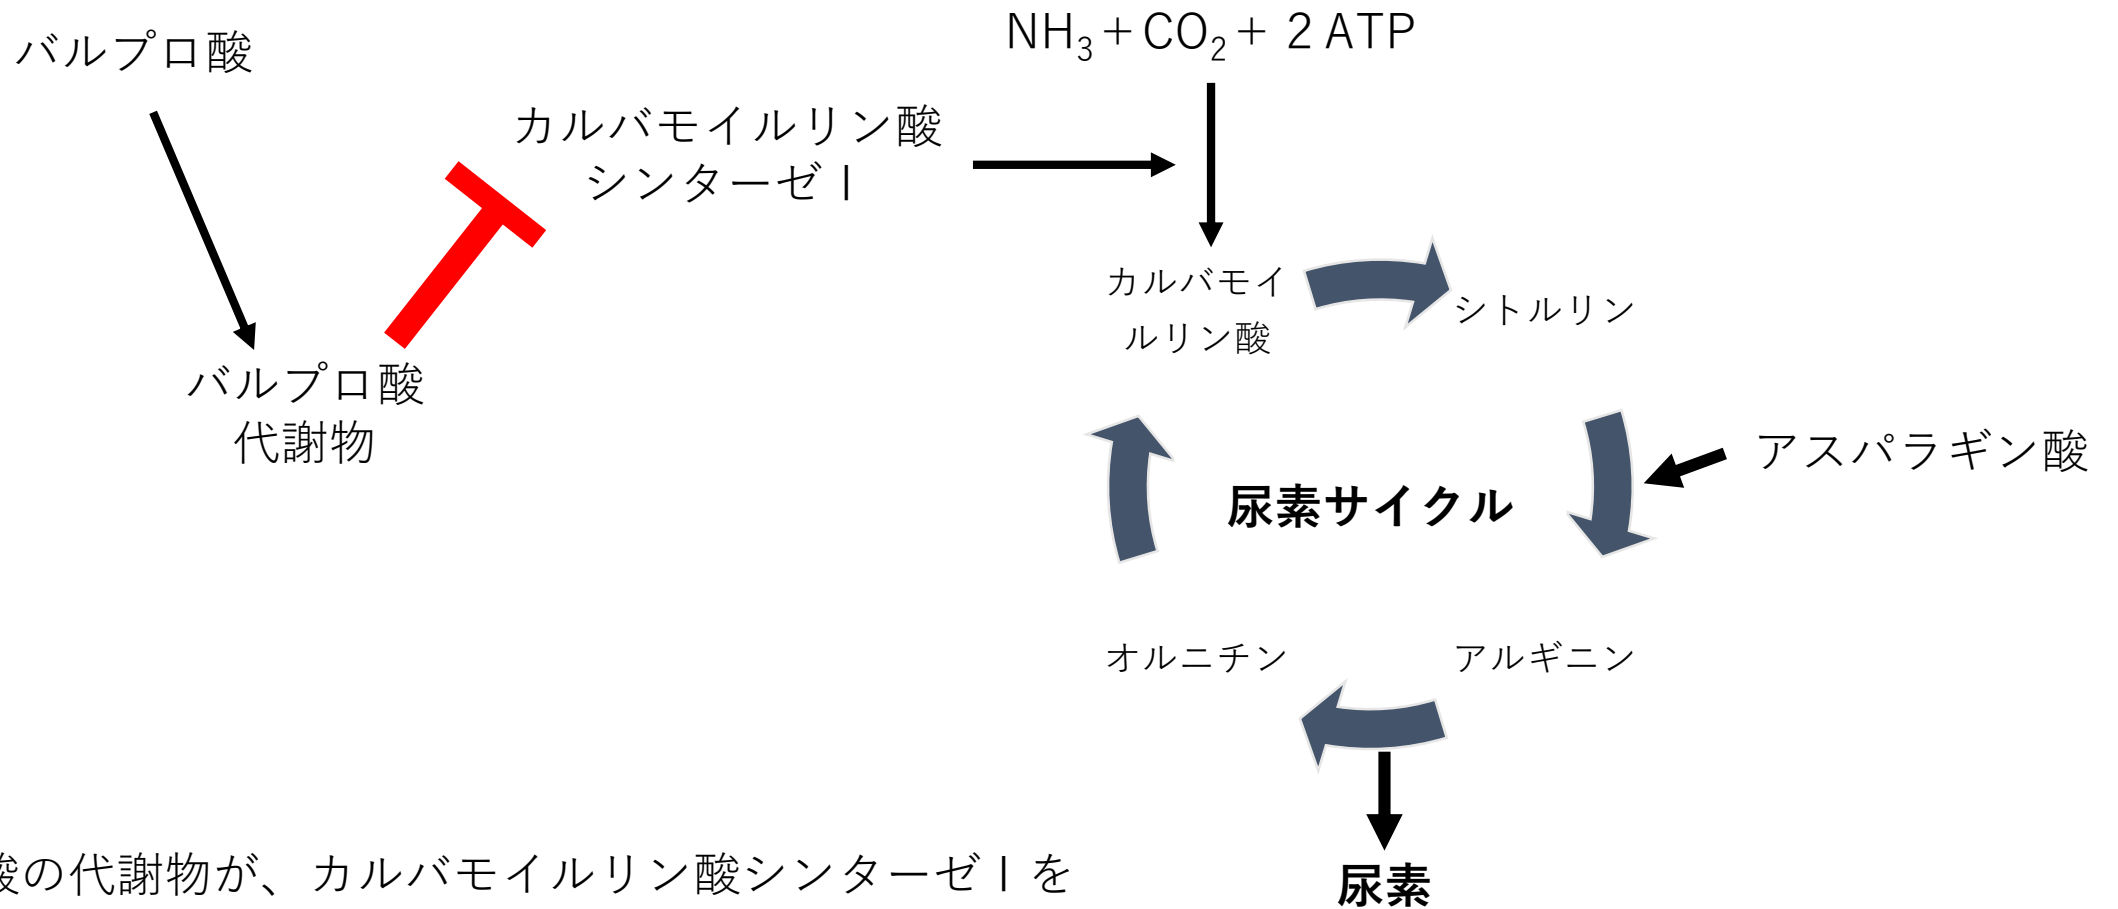 バルプロ酸
NH₃＋CO₂＋２ATP
カルバモイルリン酸
シンターゼⅠ
カルバモイ
ルリン酸
シトルリン
バルプロ酸
代謝物
アスパラギン酸
尿素サイクル
オルニチン
アルギニン
酸の代謝物が、カルバモイルリン酸シンターゼⅠを
尿素